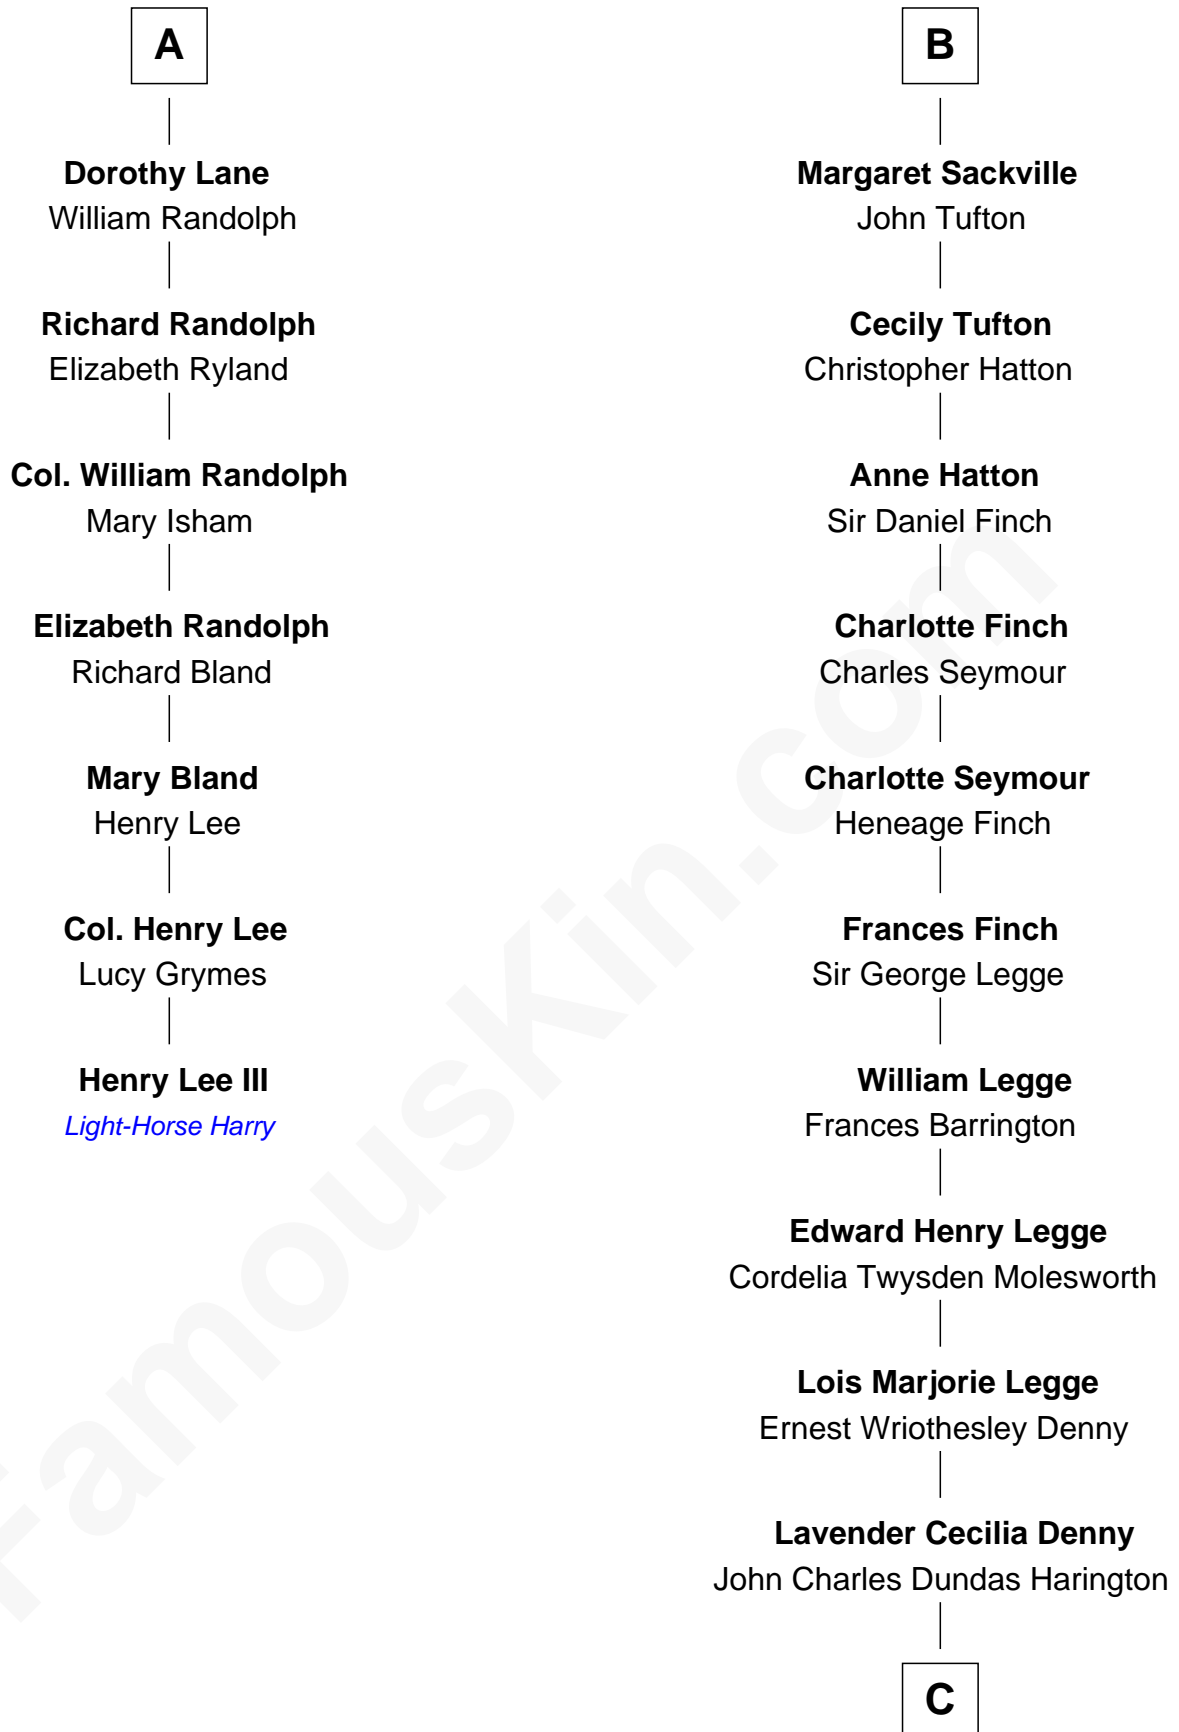 A
Dorothy Lane
William Randolph
Richard Randolph
Elizabeth Ryland
Col. William Randolph
Mary Isham
Elizabeth Randolph
Richard Bland
Mary Bland
Henry Lee
Col. Henry Lee
Lucy Grymes
Henry Lee III
Light-Horse Harry
B
Margaret Sackville
John Tufton
Cecily Tufton
Christopher Hatton
Anne Hatton
Sir Daniel Finch
Charlotte Finch
Charles Seymour
Charlotte Seymour
Heneage Finch
Frances Finch
Sir George Legge
William Legge
Frances Barrington
Edward Henry Legge
Cordelia Twysden Molesworth
Lois Marjorie Legge
Ernest Wriothesley Denny
Lavender Cecilia Denny
John Charles Dundas Harington
C
FamousKin.com